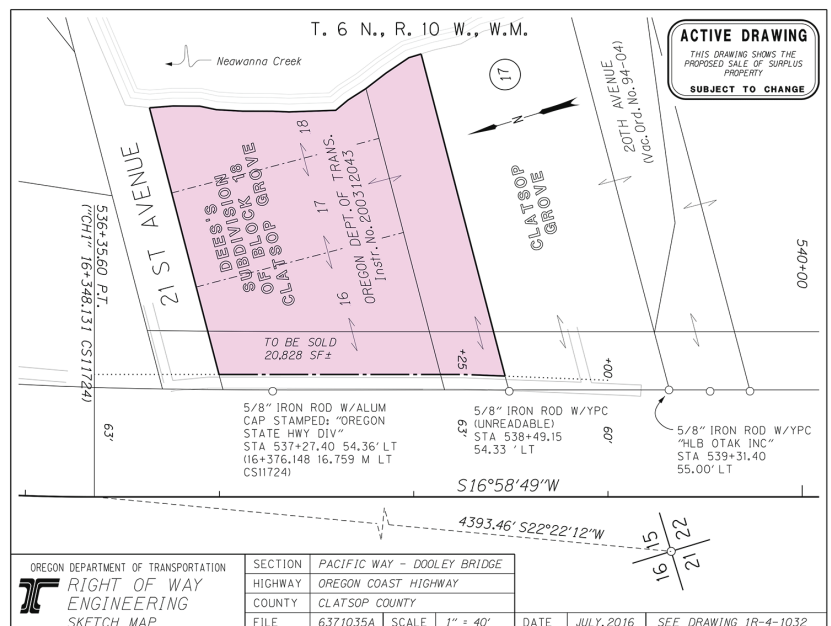 T. 6 N., R. 10 W., W.M.
ACTIVE DRAWING
THIS DRAWING SHOWS THE
PROPOSED SALE OF SURPLUS
PROPERTY
SUBJECT TO CHANGE
Neawanna Creek
17
N
20TH AVENUE
(Vac. Ord. No. 94-04)
CLATSOP
GROVE
18
17
16
OREGON DEPT. OF TRANS.
Instr. No. 200312043
DEES'S
SUBDIVISION
OF BLOCK 18
CLATSOP GROVE
21 ST AVENUE
536+35.60 P.T.
("CH1" 16+348.131 CS11724)
540+00
TO BE SOLD
20,828 SF±
+25
+00
63'
63'
60'
5/8" IRON ROD W/ALUM
CAP STAMPED: "OREGON
STATE HWY DIV"
STA 537+27.40 54.36' LT
(16+376.148 16.759 M LT
CS11724)
5/8" IRON ROD W/YPC
(UNREADABLE)
STA 538+49.15
54.33 ' LT
5/8" IRON ROD W/YPC
"HLB OTAK INC"
STA 539+31.40
55.00' LT
S16°58'49"W
4393.46' S22°22'12"W
15
22
16
21
OREGON DEPARTMENT OF TRANSPORTATION
RIGHT OF WAY
ENGINEERING
SKETCH MAP
SECTION PACIFIC WAY - DOOLEY BRIDGE
HIGHWAY OREGON COAST HIGHWAY
COUNTY CLATSOP COUNTY
FILE 6371035A SCALE 1" = 40' DATE JULY, 2016 SEE DRAWING 1R-4-1032